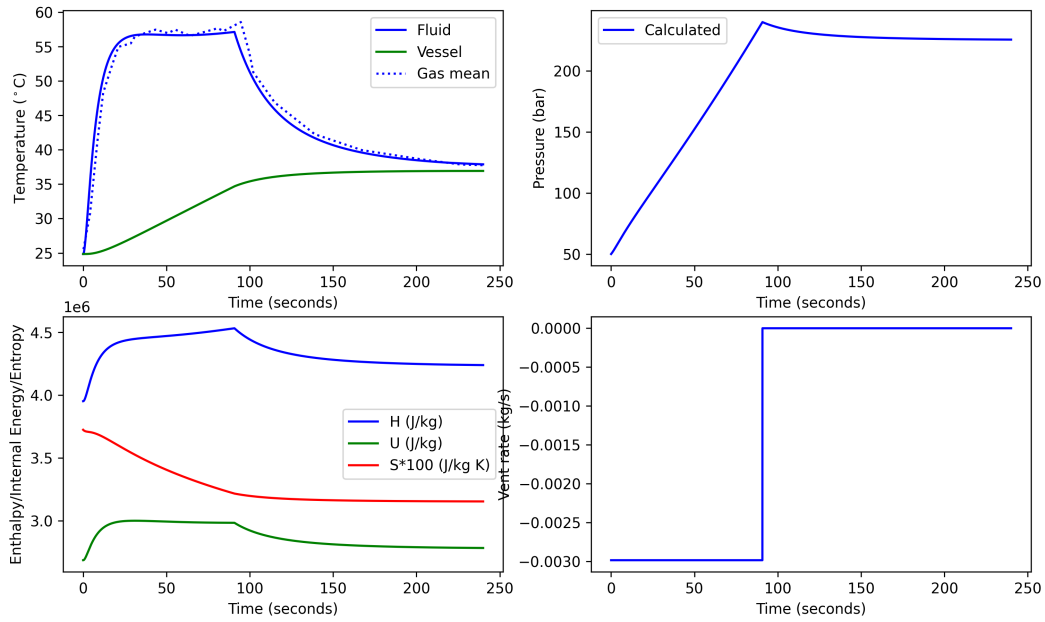 60
55
50
45
40
35
30
25
Temperature (°C)
Fluid
Vessel
Gas mean
0
50
100
150
200
250
Time (seconds)
200
150
100
50
Pressure (bar)
Calculated
0
50
100
150
200
250
Time (seconds)
1e6
4.5
4.0
3.5
3.0
Enthalpy/Internal Energy/Entropy
H (J/kg)
U (J/kg)
S*100 (J/kg K)
0
50
100
150
200
250
Time (seconds)
0.0000
−0.0005
−0.0010
−0.0015
−0.0020
−0.0025
−0.0030
Vent rate (kg/s)
0
50
100
150
200
250
Time (seconds)